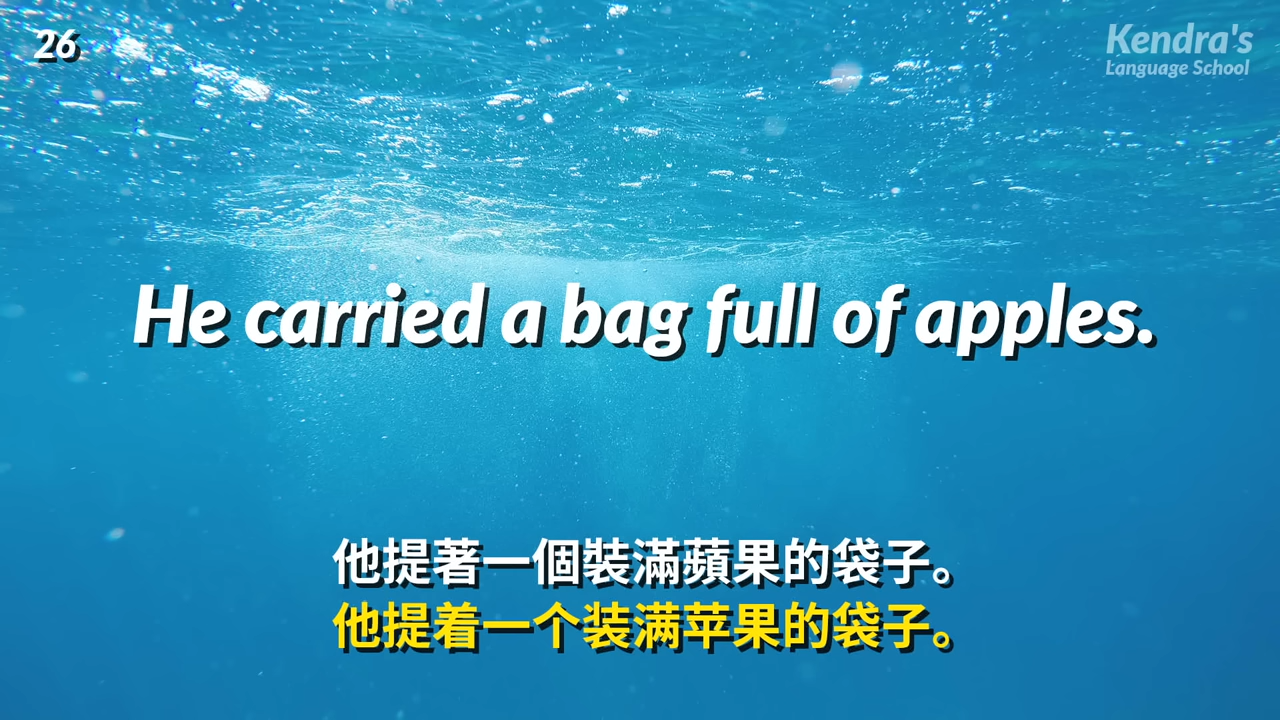 26
Kendra's
Language School
He carried a bag full of apples.
他提著一個裝滿蘋果的袋子。
他提着一个装满苹果的袋子。